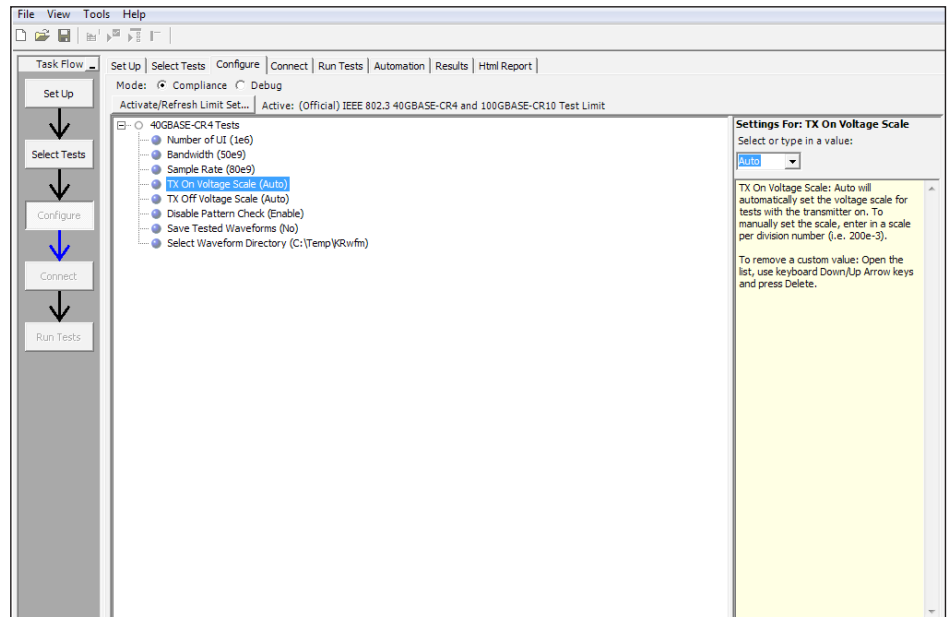 File View Tools Help
Task Flow
Set Up
Select Tests
Configure
Connect
Run Tests
Set Up Select Tests Configure Connect Run Tests Automation Results Html Report
Mode: Compliance Debug
Activate/Refresh Limit Set... Active: (Official) IEEE 802.3 40GBASE-CR4 and 100GBASE-CR10 Test Limit
40GBASE-CR4 Tests
Number of UI (1e6)
Bandwidth (50e9)
Sample Rate (80e9)
TX On Voltage Scale (Auto)
TX Off Voltage Scale (Auto)
Disable Pattern Check (Enable)
Save Tested Waveforms (No)
Select Waveform Directory (C:\Temp\KRwfm)
Settings For: TX On Voltage Scale
Select or type in a value:
Auto
TX On Voltage Scale: Auto will
automatically set the voltage scale for
tests with the transmitter on. To
manually set the scale, enter in a scale
per division number (i.e. 200e-3).
To remove a custom value: Open the
list, use keyboard Down/Up Arrow keys
and press Delete.